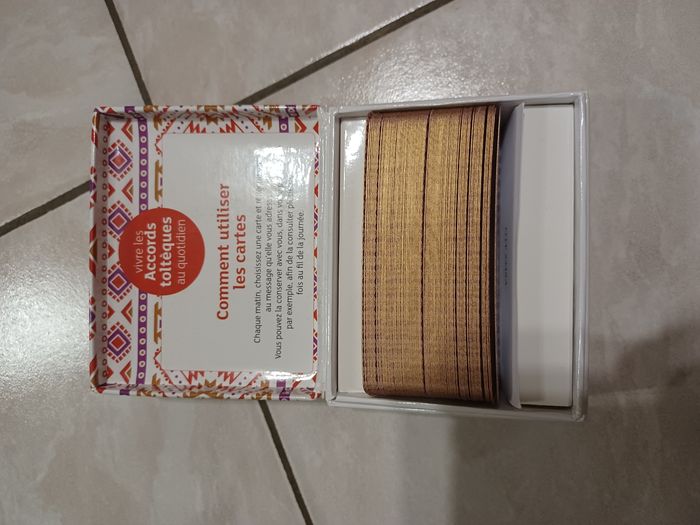 vivre les
Accords
toltèques
au quotidien
Comment utiliser
les cartes
Chaque matin, choisissez une carte et
au message qu'elle vous
Vous pouvez la conserver avec vous, dans
par exemple, afin de la consulter
fois au fil de la journée.